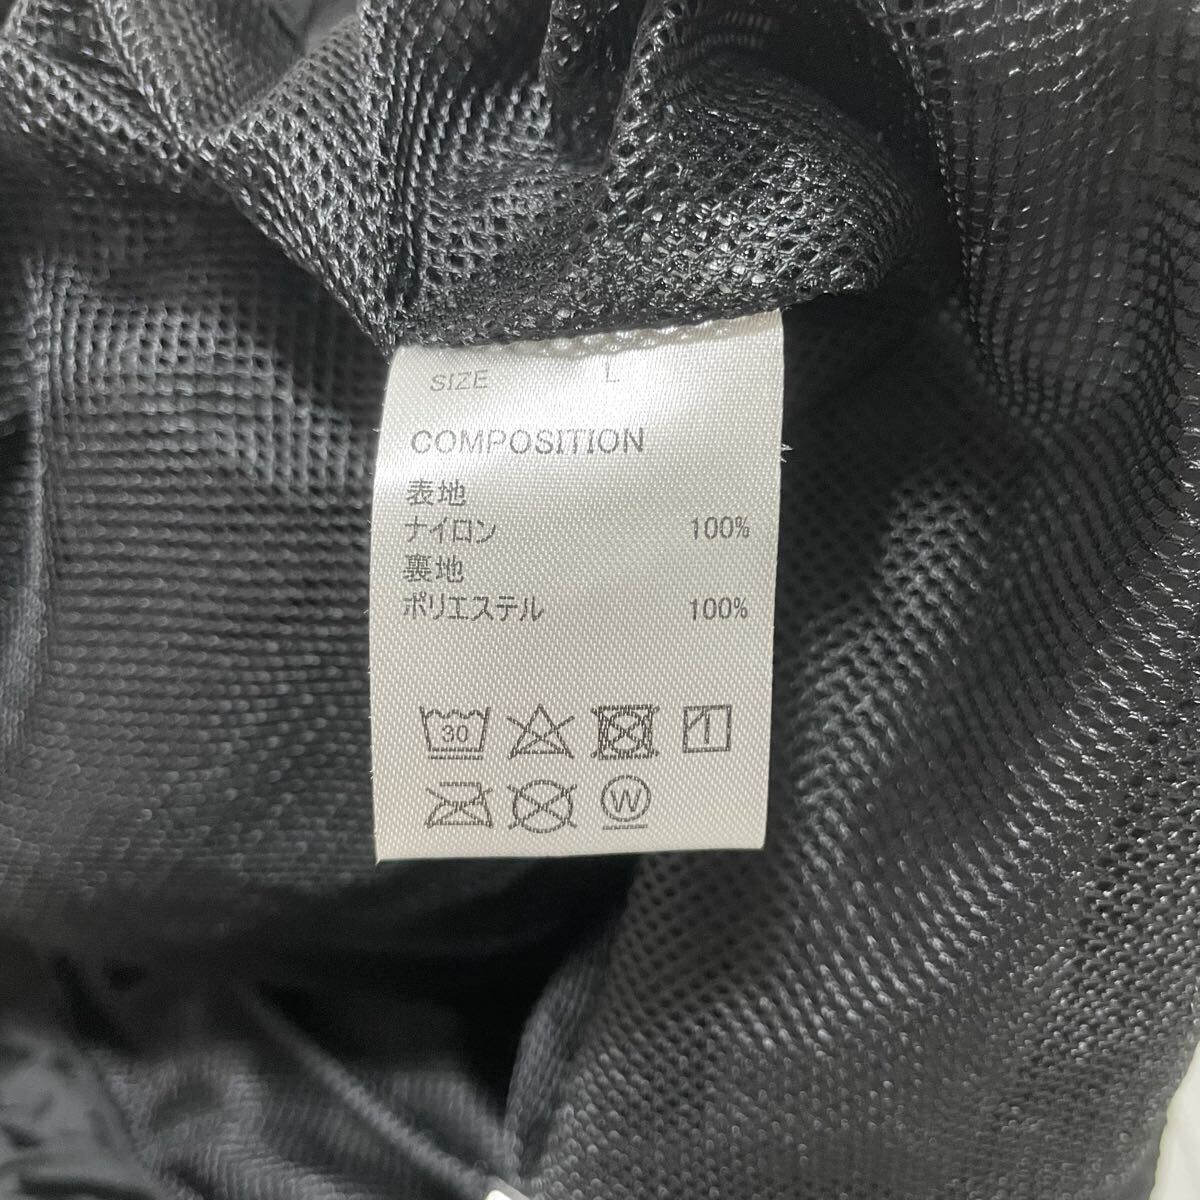 SIZE L
COMPOSITION
表地
ナイロン 100%
裏地
ポリエステル 100%
30 30
W